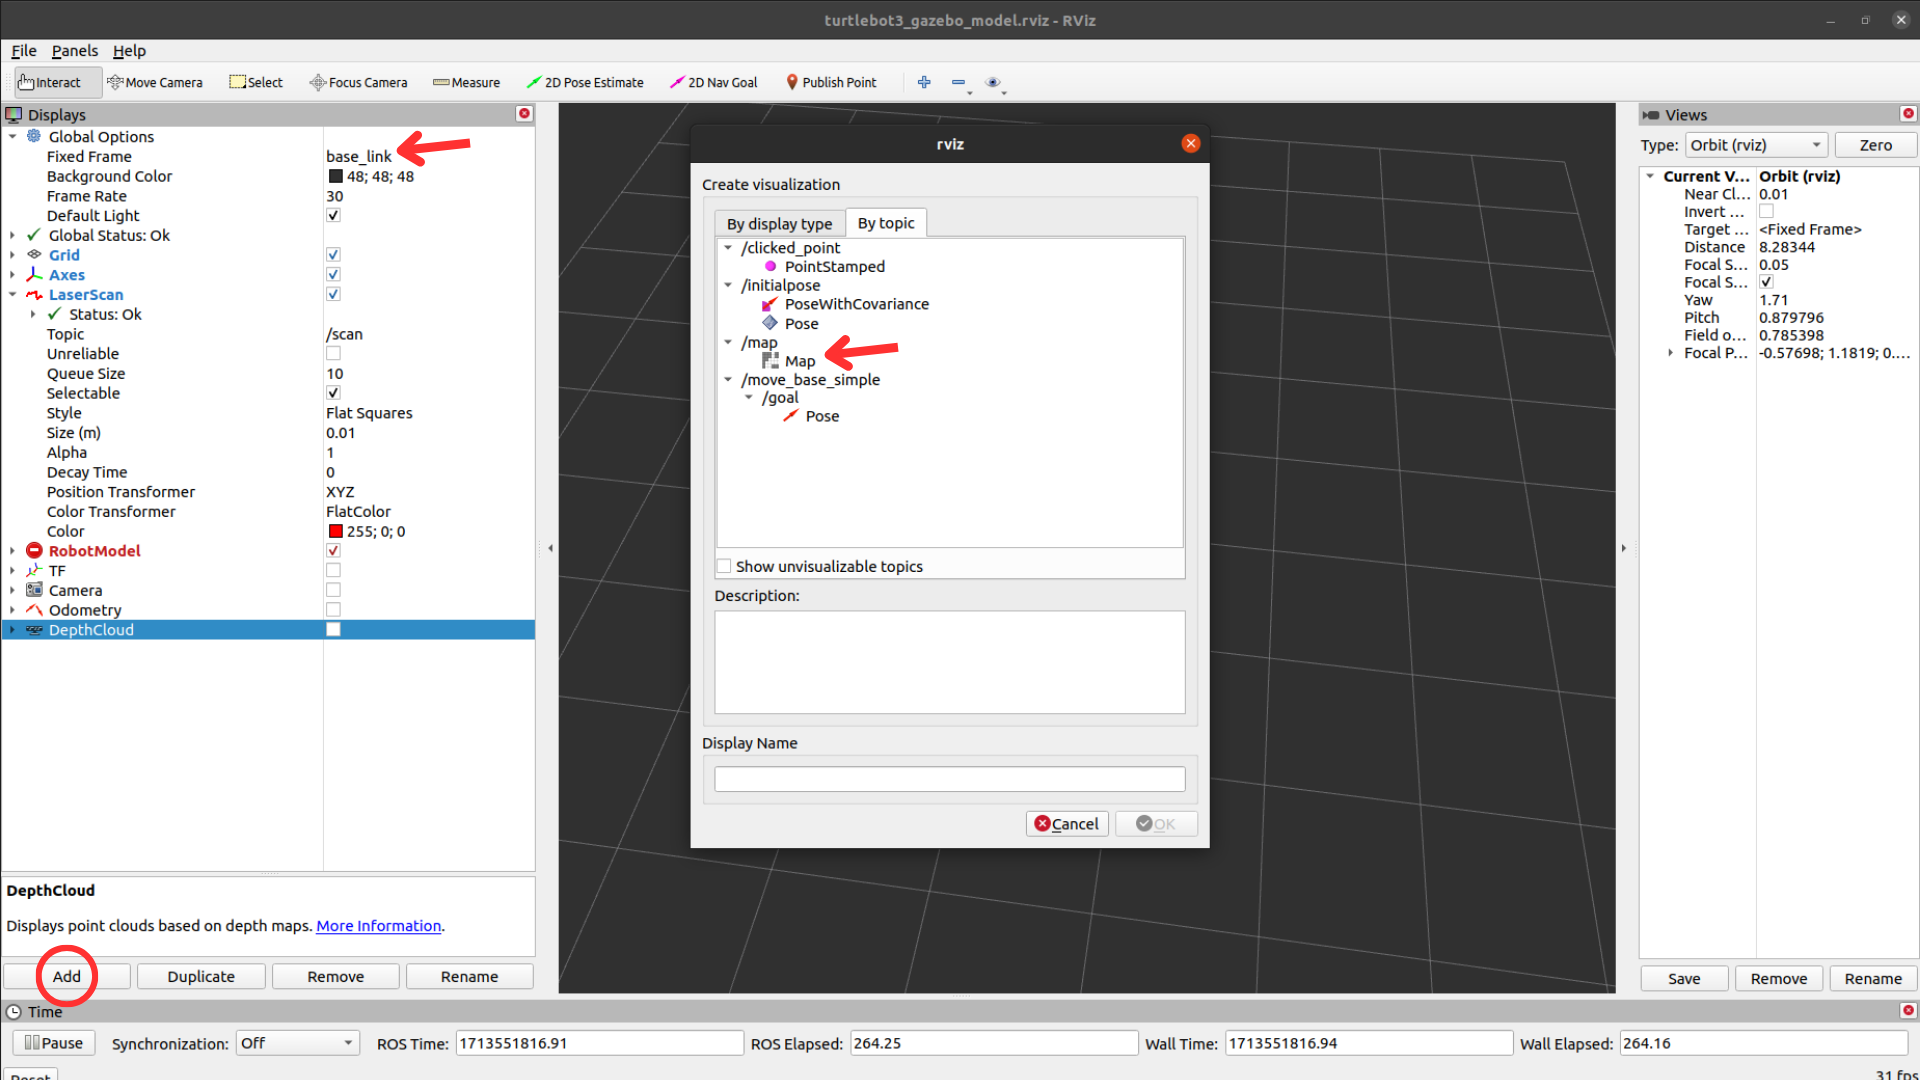 turtlebot3_gazebo_model.rviz - RViz
File Panels Help
Interact Move Camera Select Focus Camera Measure 2D Pose Estimate 2D Nav Goal Publish Point
Displays
Global Options
Fixed Frame base_link
Background Color 48; 48; 48
Frame Rate 30
Default Light
Global Status: Ok
Grid
Axes
LaserScan
Status: Ok
Topic /scan
Unreliable
Queue Size 10
Selectable
Style Flat Squares
Size (m) 0.01
Alpha 1
Decay Time 0
Position Transformer XYZ
Color Transformer FlatColor
Color 255; 0; 0
RobotModel
TF
Camera
Odometry
DepthCloud
DepthCloud
Displays point clouds based on depth maps. More Information.
Add Duplicate Remove Rename
rviz
Create visualization
By display type By topic
/clicked_point
PointStamped
/initialpose
PoseWithCovariance
Pose
/map
Map
/move_base_simple
/goal
Pose
Show unvisualizable topics
Description:
Display Name
Cancel OK
Views
Type: Orbit (rviz) Zero
Current V... Orbit (rviz)
Near Cl... 0.01
Invert ...
Target ... <Fixed Frame>
Distance 8.28344
Focal S... 0.05
Focal S...
Yaw 1.71
Pitch 0.879796
Field o... 0.785398
Focal P... -0.57698; 1.1819; 0....
Save Remove Rename
Time
Pause Synchronization: Off ROS Time: 1713551816.91 ROS Elapsed: 264.25 Wall Time: 1713551816.94 Wall Elapsed: 264.16
Reset 31 fps